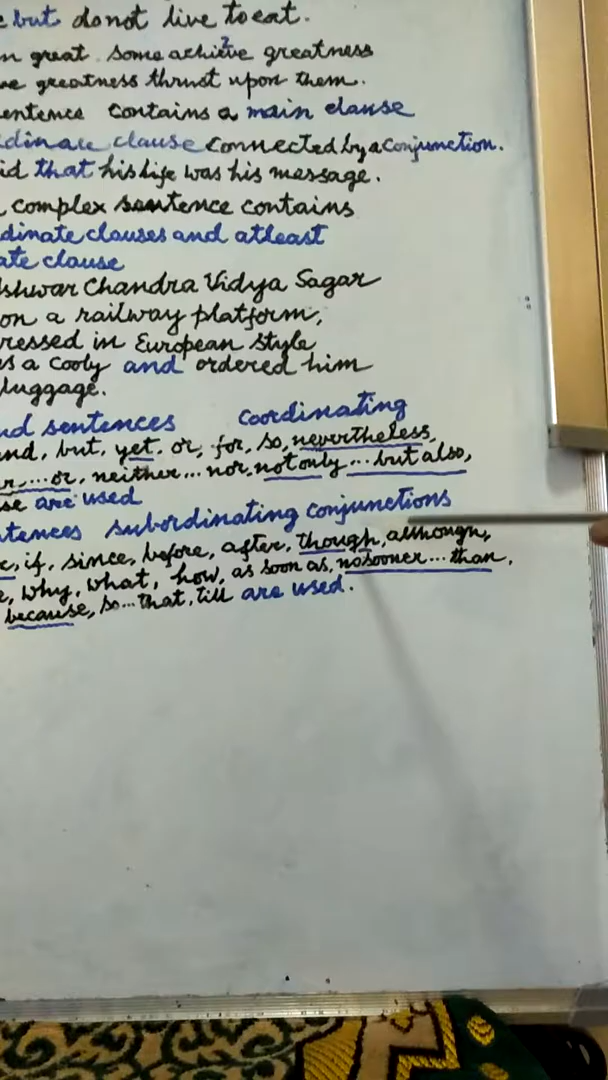 but do not live to eat.
great some achieve greatness
greatness thrust upon them.
entence contains a main clause
dinate clause connected by a conjunction.
id that his life was his message.
complex sentence contains
dinate clauses and atleast
ate clause
shwar Chandra Vidya Sagar
on a railway platform,
ressed in European Style
s a cooly and ordered him
luggage.
nd sentences coordinating
nd, but, yet, or, for, so, nevertheless,
r...or, neither... nor, not only ...but also,
se are used
tences subordinating conjunctions
if, since, before, after, though, although,
e, why, what, how, as soon as, nosooner... than,
because, so...that, till are used.